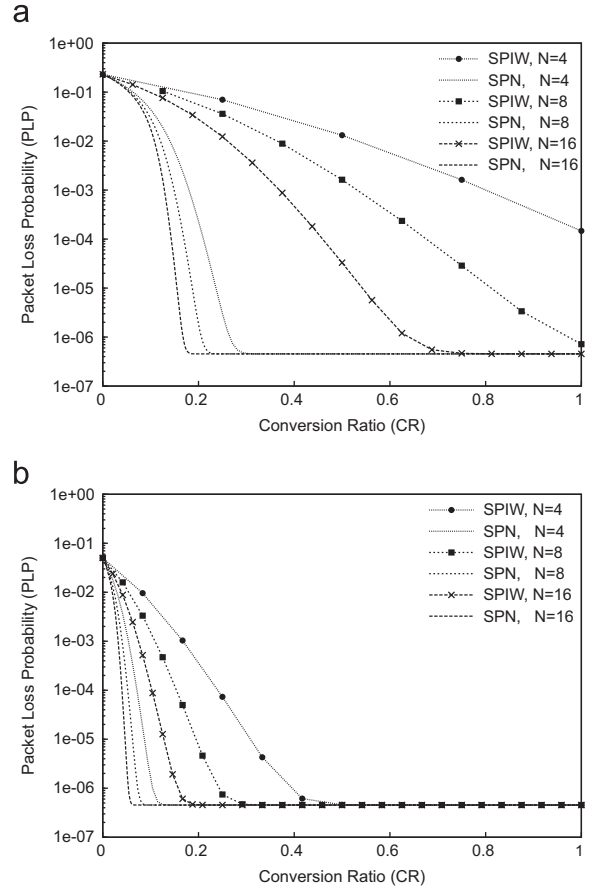 a
1e+00
1e-01
1e-02
1e-03
1e-04
1e-05
1e-06
1e-07
Packet Loss Probability (PLP)
SPIW, N=4
SPN, N=4
SPIW, N=8
SPN, N=8
SPIW, N=16
SPN, N=16
0 0.2 0.4 0.6 0.8 1
Conversion Ratio (CR)
b
1e+00
1e-01
1e-02
1e-03
1e-04
1e-05
1e-06
1e-07
Packet Loss Probability (PLP)
SPIW, N=4
SPN, N=4
SPIW, N=8
SPN, N=8
SPIW, N=16
SPN, N=16
0 0.2 0.4 0.6 0.8 1
Conversion Ratio (CR)